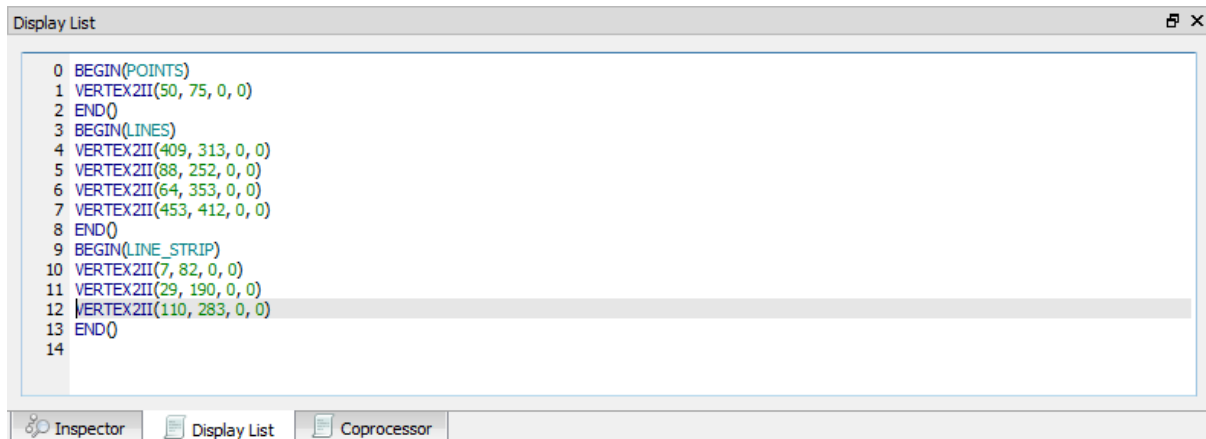 Display List
0 BEGIN(POINTS)
1 VERTEX2II(50, 75, 0, 0)
2 END()
3 BEGIN(LINES)
4 VERTEX2II(409, 313, 0, 0)
5 VERTEX2II(88, 252, 0, 0)
6 VERTEX2II(64, 353, 0, 0)
7 VERTEX2II(453, 412, 0, 0)
8 END()
9 BEGIN(LINE_STRIP)
10 VERTEX2II(7, 82, 0, 0)
11 VERTEX2II(29, 190, 0, 0)
12 VERTEX2II(110, 283, 0, 0)
13 END()
14
Inspector Display List Coprocessor